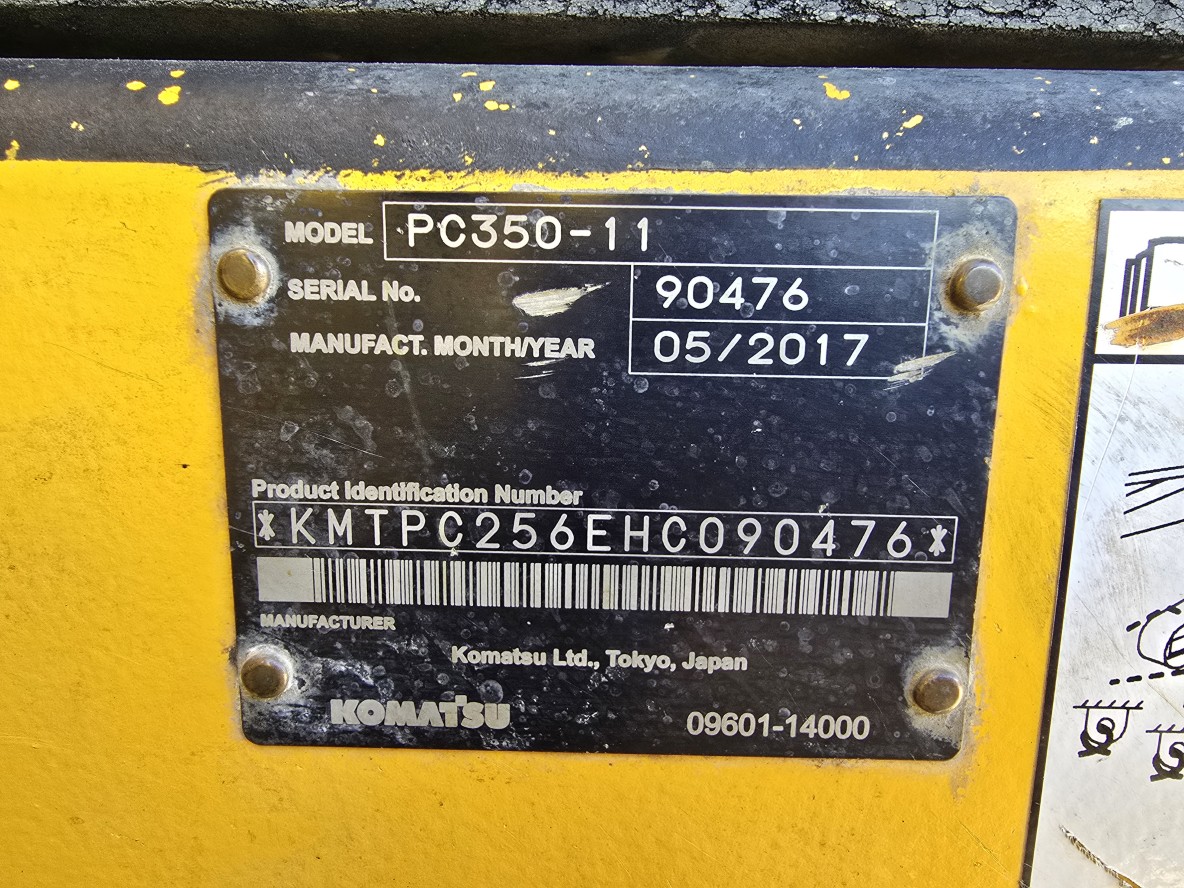 MODEL PC350-11
SERIAL No. 90476
MANUFACT. MONTH/YEAR 05/2017
Product Identification Number
*KMTPC256EHC090476*
MANUFACTURER
Komatsu Ltd., Tokyo, Japan
KOMATSU 09601-14000